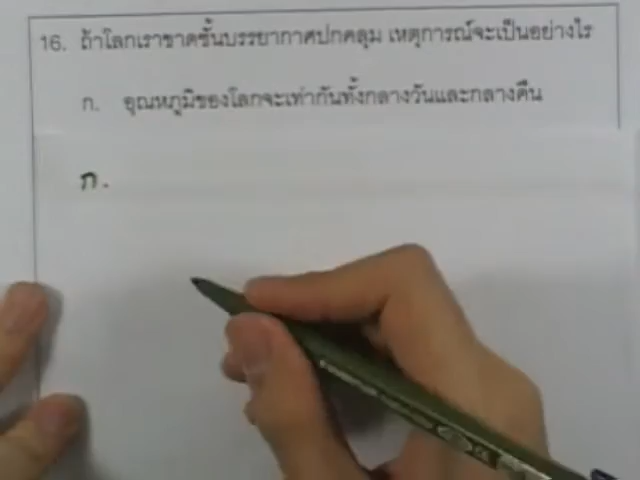 16. ถ้าโลกเราขาดชั้นบรรยากาศปกคลุม เหตุการณ์จะเป็นอย่างไร
ก. อุณหภูมิของโลกจะเท่ากันทั้งกลางวันและกลางคืน
ก.